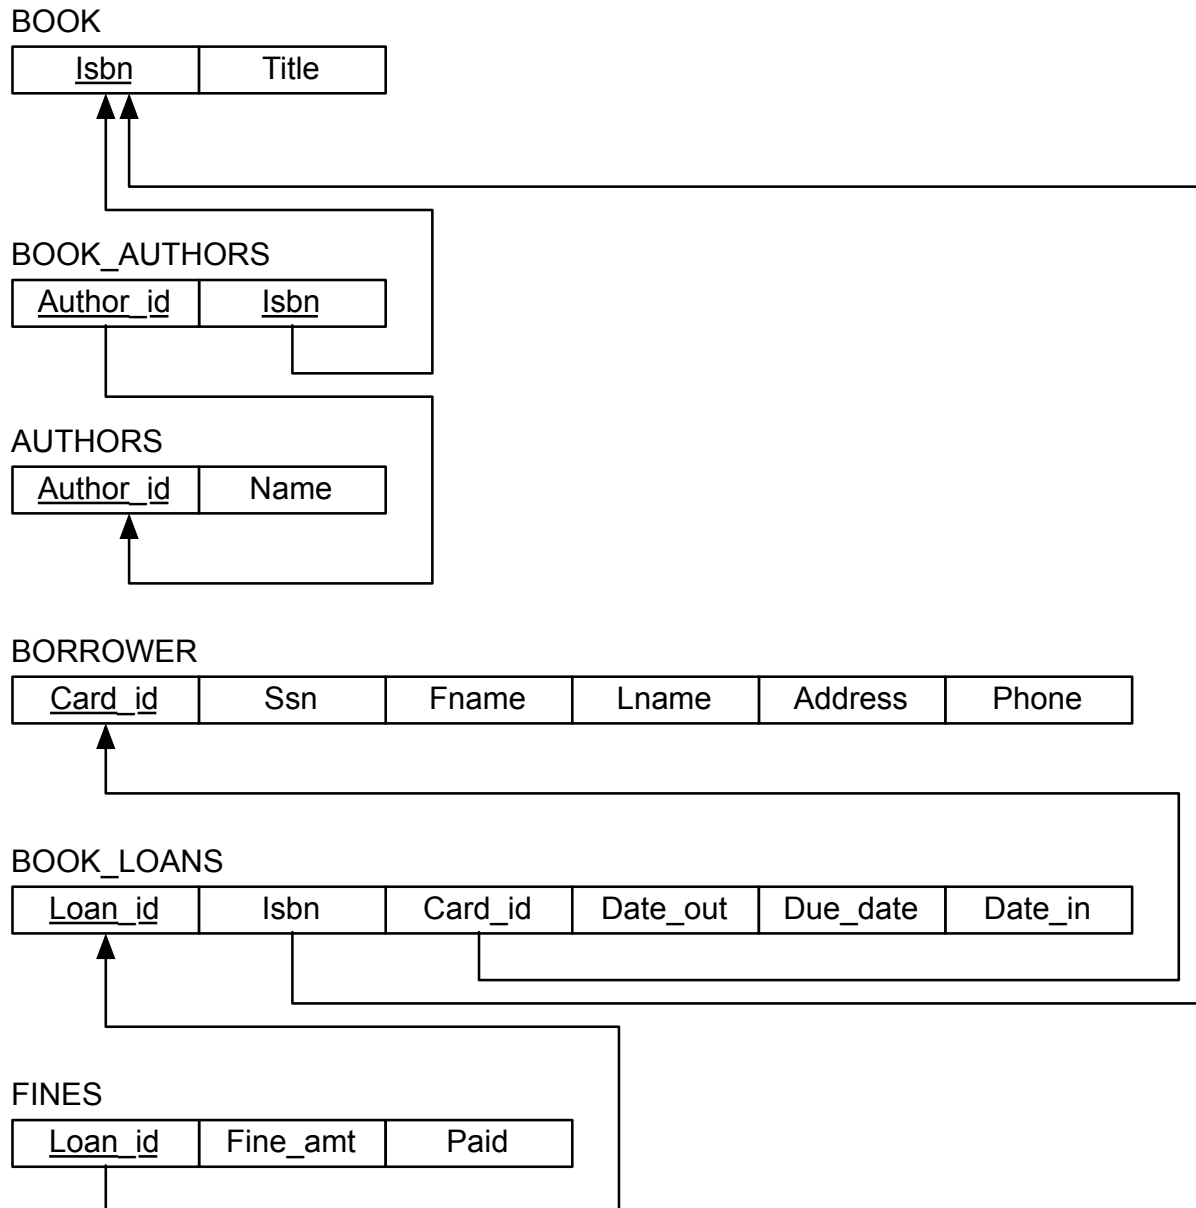 BOOK
Isbn Title
BOOK_AUTHORS
Author_id Isbn
AUTHORS
Author_id Name
BORROWER
Card_id Ssn Fname Lname Address Phone
BOOK_LOANS
Loan_id Isbn Card_id Date_out Due_date Date_in
FINES
Loan_id Fine_amt Paid